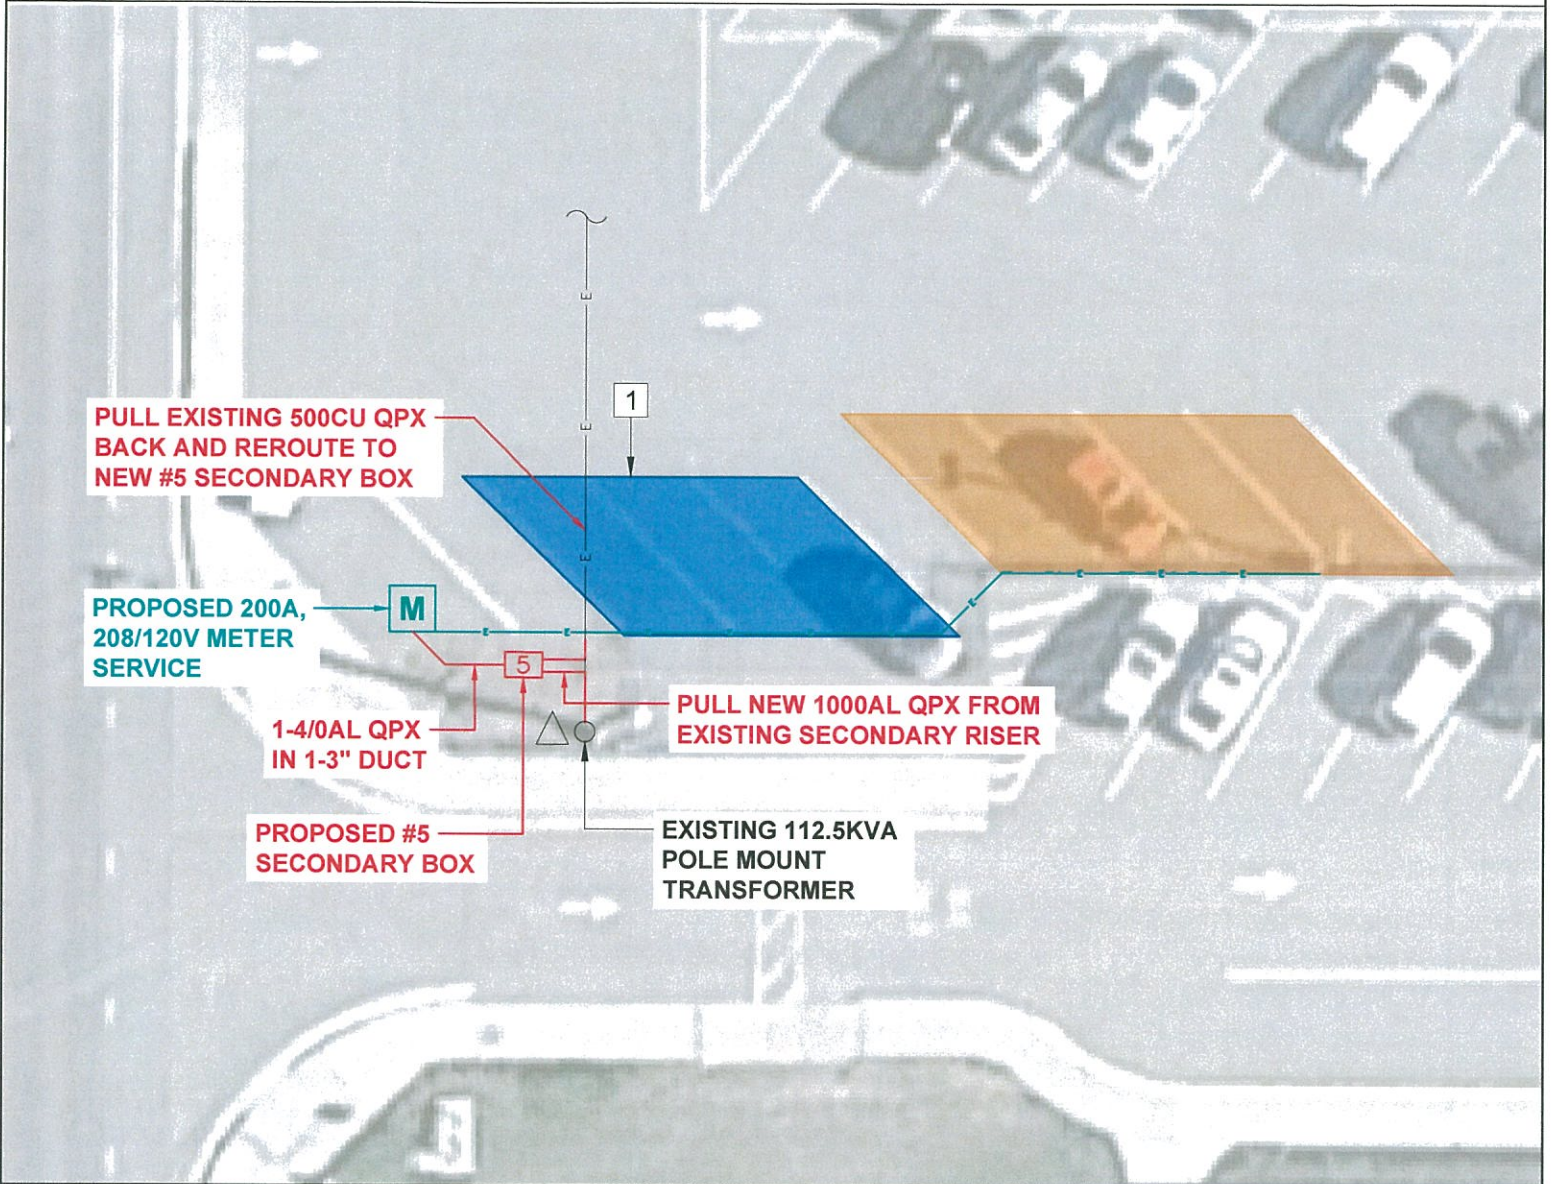 1
PULL EXISTING 500CU QPX
BACK AND REROUTE TO
NEW #5 SECONDARY BOX
E
E
E
M
PROPOSED 200A,
208/120V METER
SERVICE
E
E
E
E
E
E
E
E
5
1-4/0AL QPX
IN 1-3" DUCT
PULL NEW 1000AL QPX FROM
EXISTING SECONDARY RISER
PROPOSED #5
SECONDARY BOX
EXISTING 112.5KVA
POLE MOUNT
TRANSFORMER